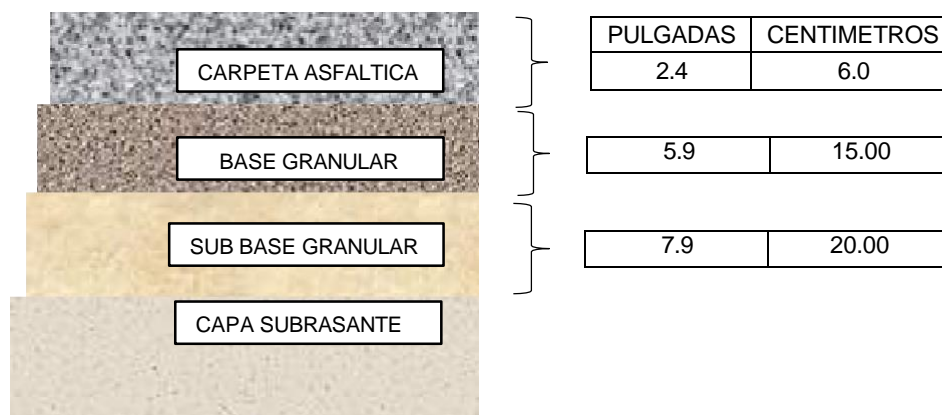 PULGADAS CENTIMETROS
CARPETA ASFALTICA 2.4 6.0
BASE GRANULAR 5.9 15.00
SUB BASE GRANULAR 7.9 20.00
CAPA SUBRASANTE